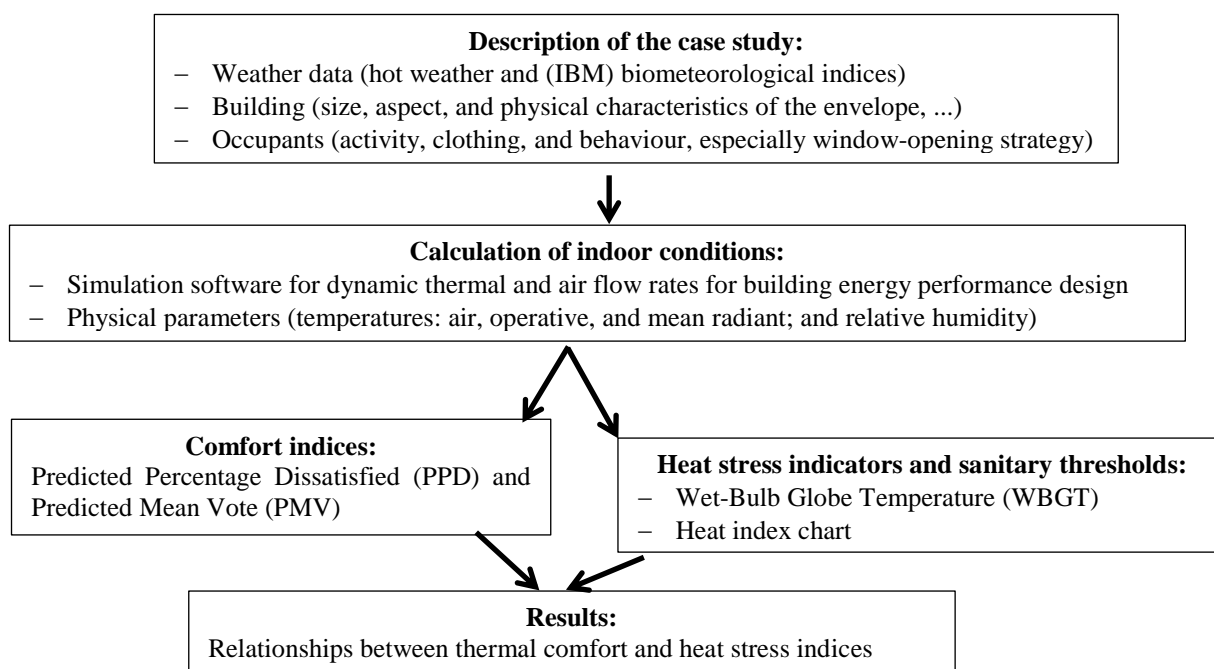 Description of the case study:
– Weather data (hot weather and (IBM) biometeorological indices)
– Building (size, aspect, and physical characteristics of the envelope, ...)
– Occupants (activity, clothing, and behaviour, especially window-opening strategy)
Calculation of indoor conditions:
– Simulation software for dynamic thermal and air flow rates for building energy performance design
– Physical parameters (temperatures: air, operative, and mean radiant; and relative humidity)
Comfort indices:
Predicted Percentage Dissatisfied (PPD) and
Predicted Mean Vote (PMV)
Heat stress indicators and sanitary thresholds:
– Wet-Bulb Globe Temperature (WBGT)
– Heat index chart
Results:
Relationships between thermal comfort and heat stress indices